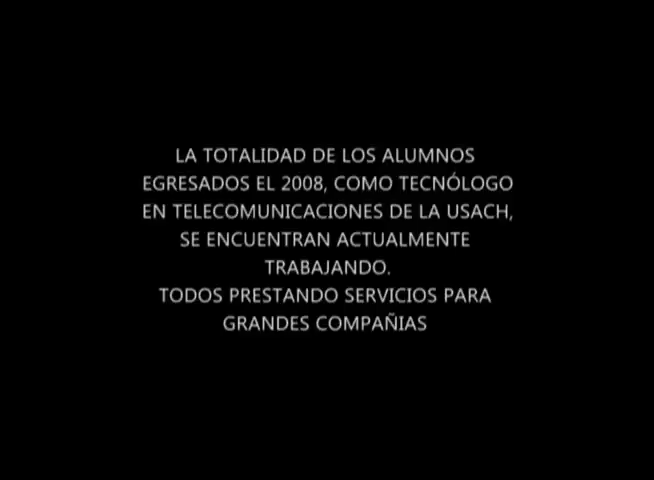 LA TOTALIDAD DE LOS ALUMNOS
EGRESADOS EL 2008, COMO TECNÓLOGO
EN TELECOMUNICACIONES DE LA USACH,
SE ENCUENTRAN ACTUALMENTE
TRABAJANDO.
TODOS PRESTANDO SERVICIOS PARA
GRANDES COMPAÑIAS